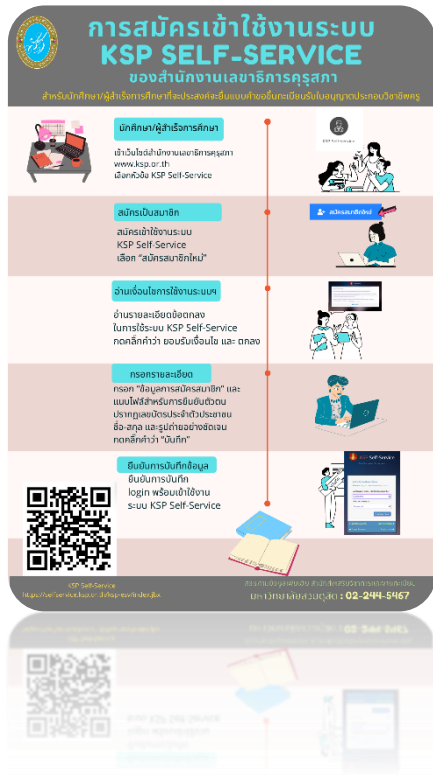 การสมัครเข้าใช้งานระบบ
KSP SELF-SERVICE
ของสำนักงานเลขาธิการคุรุสภา
สำหรับนักศึกษา/ผู้สำเร็จการศึกษาที่จะประสงค์จะยื่นแบบคำขอขึ้นทะเบียนรับใบอนุญาตประกอบวิชาชีพครู
นักศึกษา/ผู้สำเร็จการศึกษา
เข้าเว็บไซต์สำนักงานเลขาธิการคุรุสภา
www.ksp.or.th
เลือกหัวข้อ KSP Self-Service
KSP Self-Service
สมัครเป็นสมาชิก
สมัครเข้าใช้งานระบบ
KSP Self-Service
เลือก “สมัครสมาชิกใหม่”
สมัครสมาชิกใหม่
อ่านเงื่อนไขการใช้งานระบบฯ
อ่านรายละเอียดข้อตกลง
ในการใช้ระบบ KSP Self-Service
กดคลิ๊กคำว่า ยอมรับเงื่อนไข และ ตกลง
กรอกรายละเอียด
กรอก “ข้อมูลการสมัครสมาชิก” และ
แนบไฟล์สำหรับการยืนยันตัวตน
ปรากฏเลขบัตรประจำตัวประชาชน
ชื่อ-สกุล และรูปถ่ายอย่างชัดเจน
กดคลิ๊กคำว่า “บันทึก”
ยืนยันการบันทึกข้อมูล
ยืนยันการบันทึก
login พร้อมเข้าใช้งาน
ระบบ KSP Self-Service
KSP Self-Service
KSP Self-Service
มหาวิทยาลัยสวนดุสิต : 02-244-5467